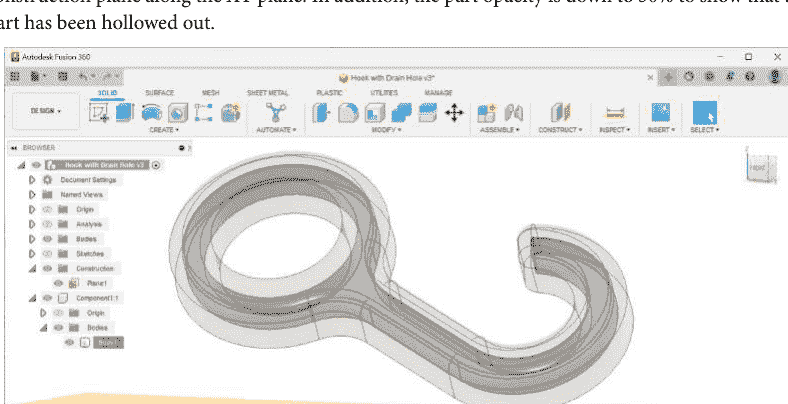 art has been hollowed out.
Autodesk Fusion 360
Hook with Drain Hole v3*
SOLID SURFACE MESH SHEET METAL PLASTIC UTILITIES MANAGE
DESIGN
CREATE AUTOMATE MODIFY ASSEMBLE CONSTRUCT INSPECT INSERT SELECT
BROWSER
Hook with Drain Hole v3
FRONT
Document Settings
Named Views
Origin
Analysis
Bodies
Sketches
Construction
Plane1
Component1:1
Origin
Bodies